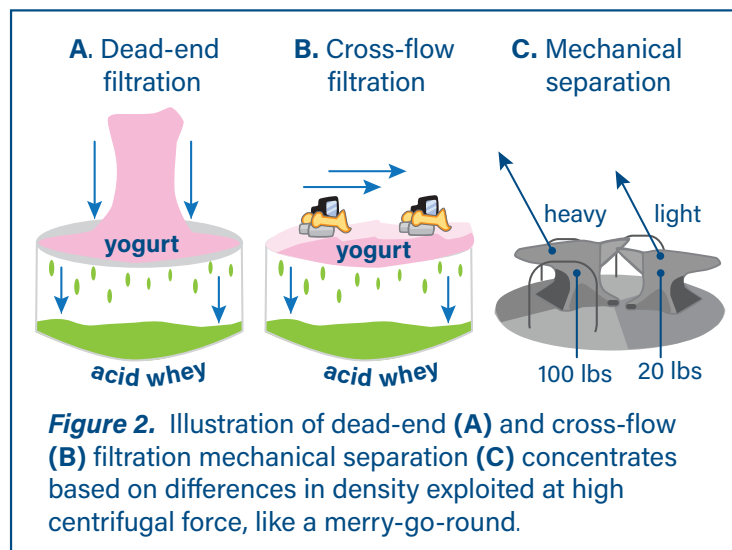 A. Dead-end
filtration
B. Cross-flow
filtration
C. Mechanical
separation
yogurt
acid whey
yogurt
acid whey
heavy
light
100 lbs
20 lbs
Figure 2. Illustration of dead-end (A) and cross-flow
(B) filtration mechanical separation (C) concentrates
based on differences in density exploited at high
centrifugal force, like a merry-go-round.